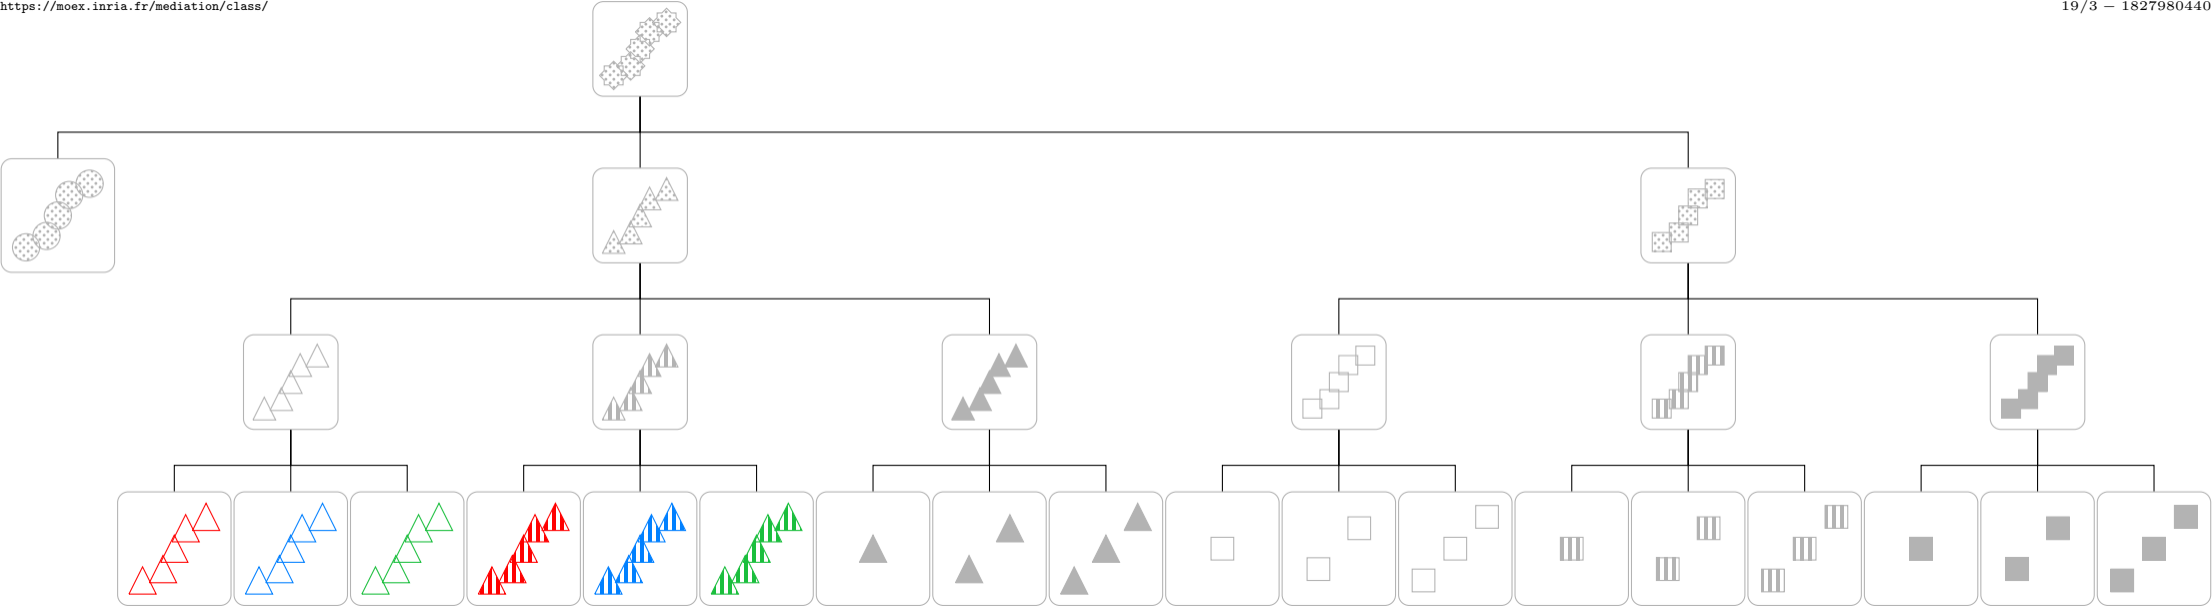 https://moex.inria.fr/mediation/class/
19/3 − 1827980440